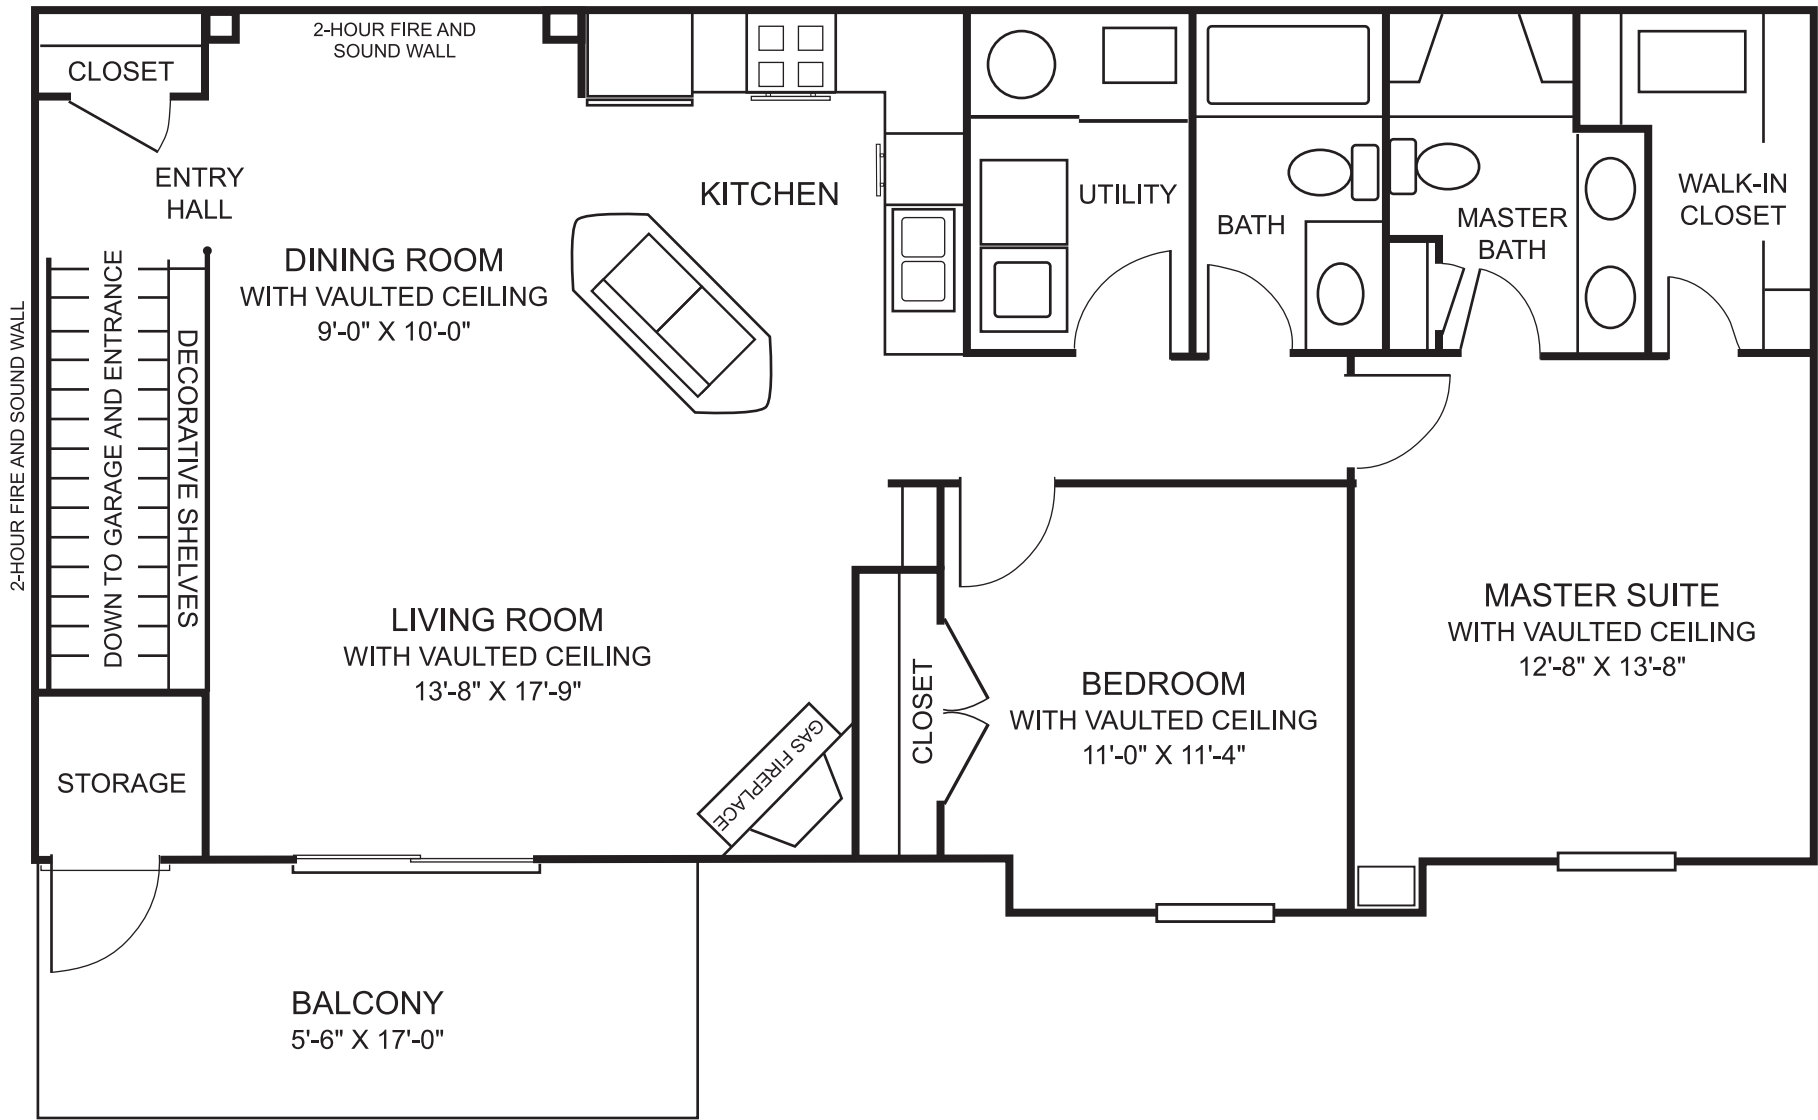 2-HOUR FIRE AND
SOUND WALL
CLOSET
ENTRY
HALL
KITCHEN
UTILITY
BATH
MASTER
BATH
WALK-IN
CLOSET
DINING ROOM
WITH VAULTED CEILING
9'-0" X 10'-0"
2-HOUR FIRE AND SOUND WALL
DOWN TO GARAGE AND ENTRANCE
DECORATIVE SHELVES
LIVING ROOM
WITH VAULTED CEILING
13'-8" X 17'-9"
MASTER SUITE
WITH VAULTED CEILING
12'-8" X 13'-8"
CLOSET
BEDROOM
WITH VAULTED CEILING
11'-0" X 11'-4"
GAS FIREPLACE
STORAGE
BALCONY
5'-6" X 17'-0"